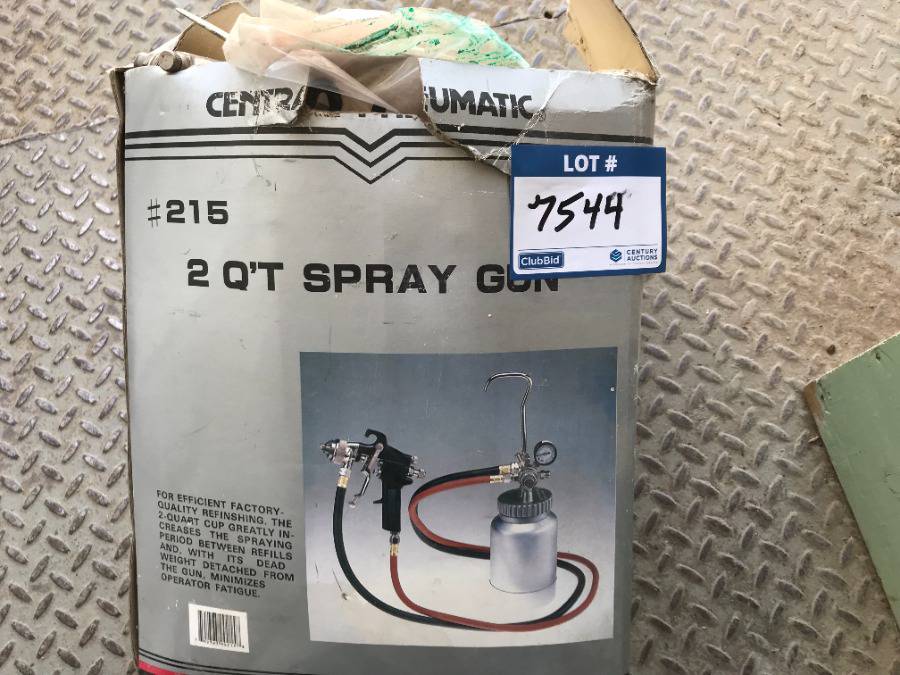 CENTRA PNEUMATIC
LOT #
7544
ClubBid
CENTURY
AUCTIONS
#215
2 Q'T SPRAY GUN
FOR EFFICIENT FACTORY-
QUALITY REFINSHING. THE
2-QUART CUP GREATLY IN-
CREASES THE SPRAYING
PERIOD BETWEEN REFILLS
AND, WITH ITS DEAD
WEIGHT DETACHED FROM
THE GUN, MINIMIZES
OPERATOR FATIGUE.